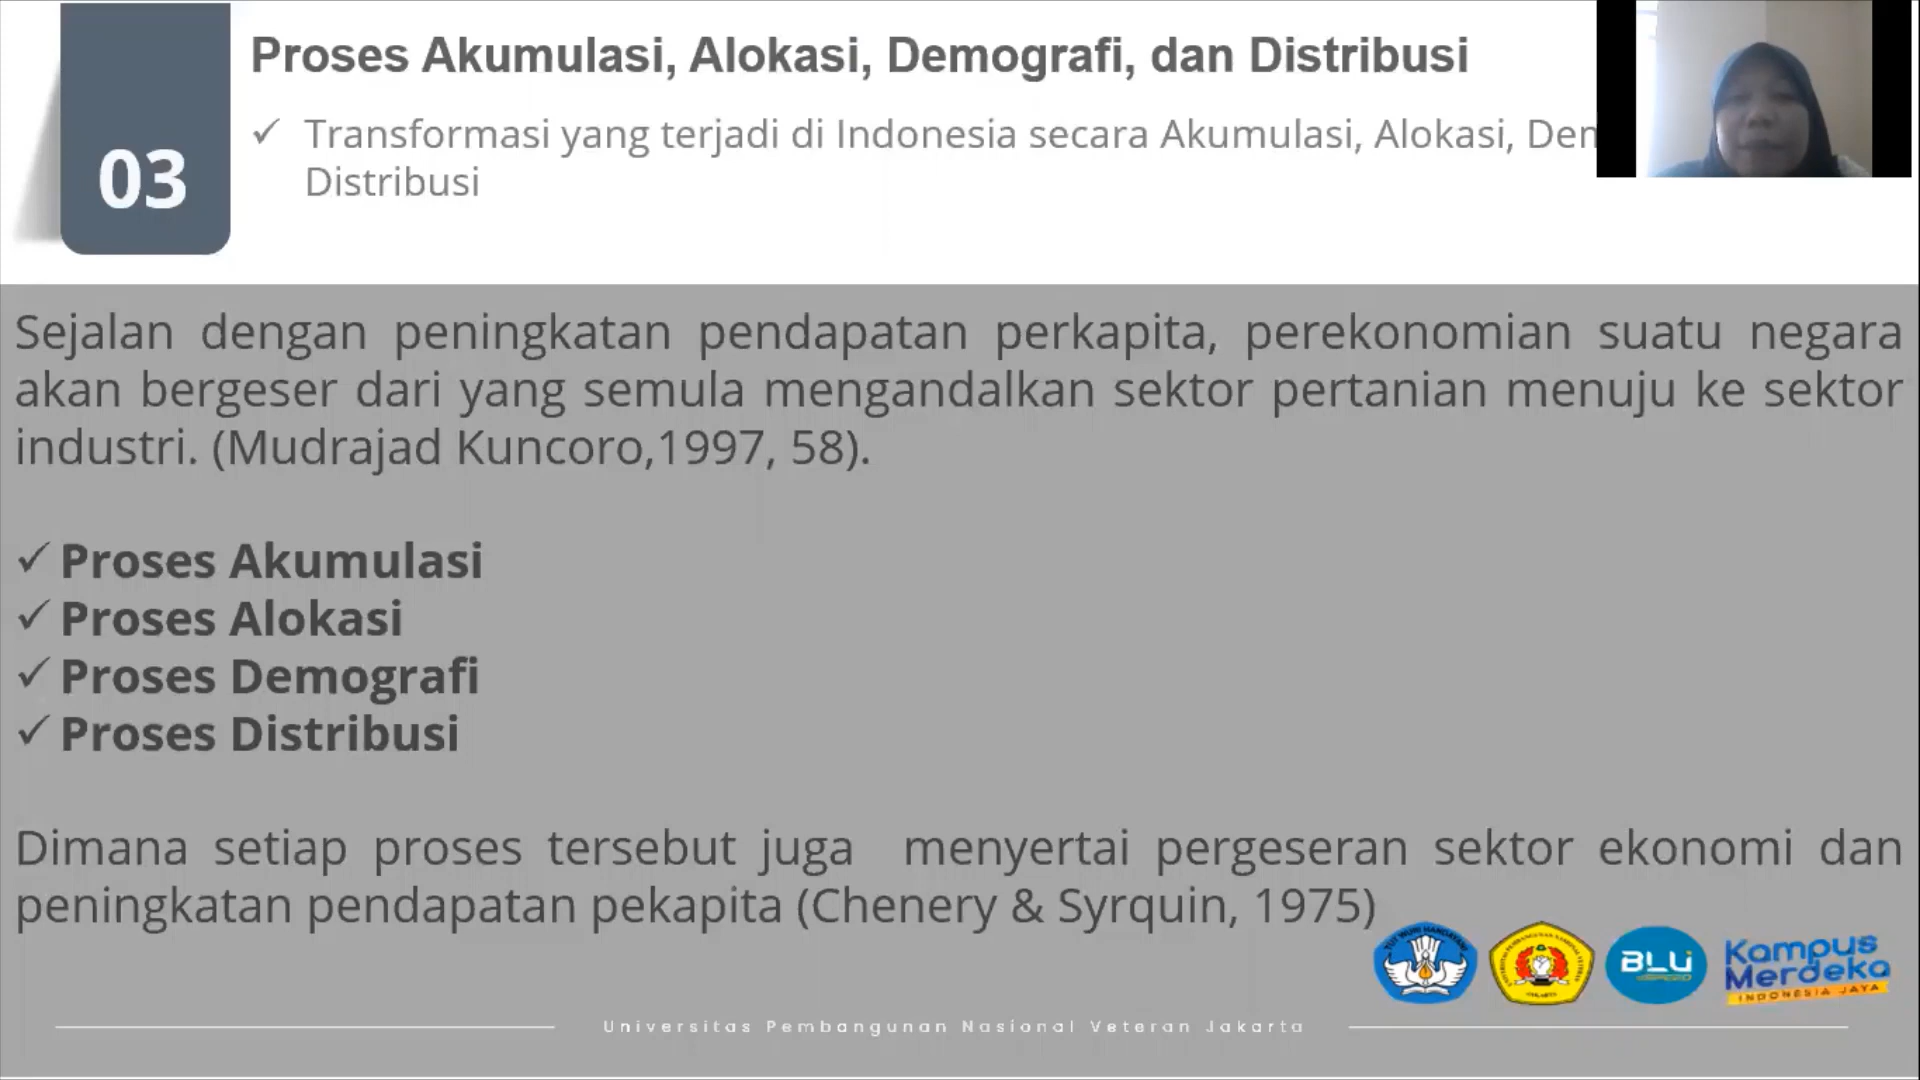 03
Proses Akumulasi, Alokasi, Demografi, dan Distribusi
✓ Transformasi yang terjadi di Indonesia secara Akumulasi, Alokasi,
Distribusi
Sejalan dengan peningkatan pendapatan perkapita, perekonomian suatu negara
akan bergeser dari yang semula mengandalkan sektor pertanian menuju ke sektor
industri. (Mudrajad Kuncoro,1997, 58).
✓ Proses Akumulasi
✓ Proses Alokasi
✓ Proses Demografi
✓ Proses Distribusi
Dimana setiap proses tersebut juga menyertai pergeseran sektor ekonomi dan
peningkatan pendapatan pekapita (Chenery & Syrquin, 1975)
TUT WURI HANDAYANI
BLU
Kampus
Merdeka
INDONESIA JAYA
Universitas Pembangunan Nasional Veteran Jakarta